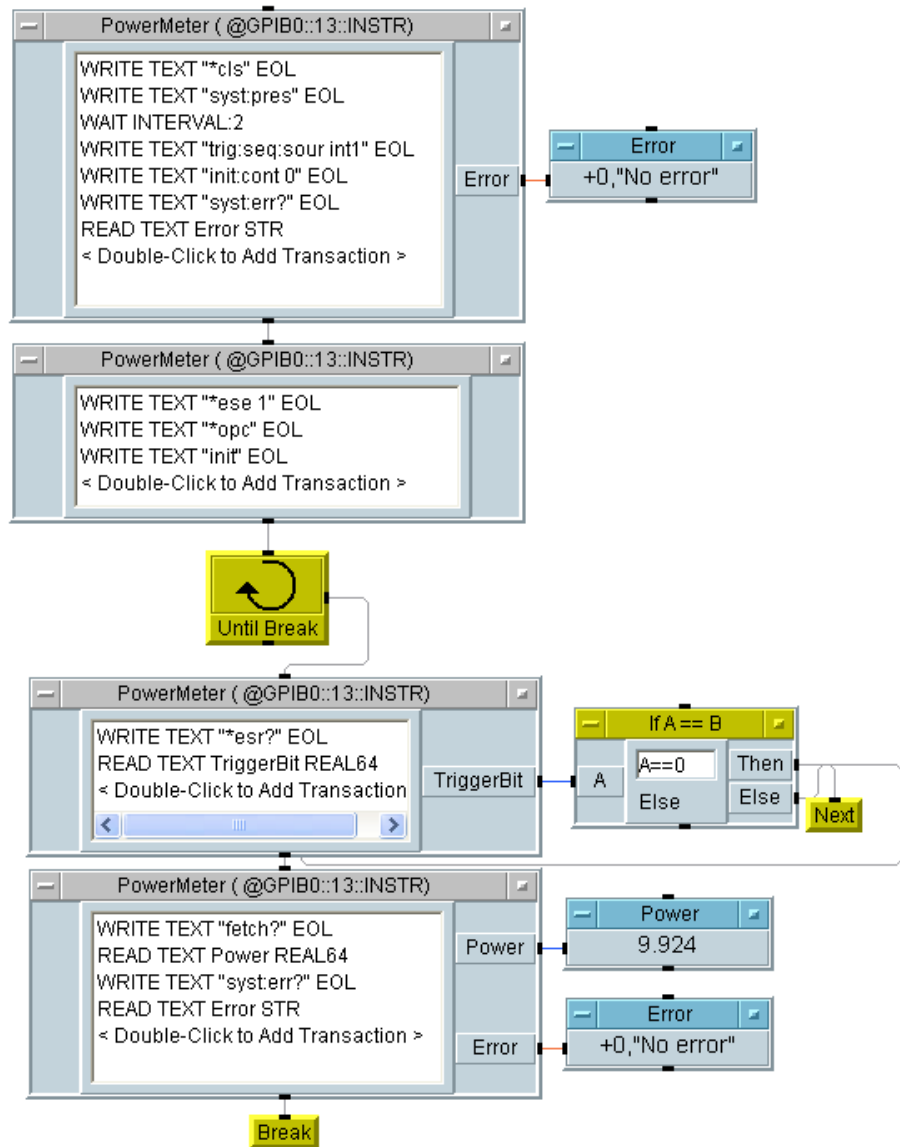 PowerMeter ( @GPIB0::13::INSTR)
WRITE TEXT "*cls" EOL
WRITE TEXT "syst:pres" EOL
WAIT INTERVAL:2
WRITE TEXT "trig:seq:sour int1" EOL
WRITE TEXT "init:cont 0" EOL
WRITE TEXT "syst:err?" EOL
READ TEXT Error STR
< Double-Click to Add Transaction >
Error
Error
+0,"No error"
PowerMeter ( @GPIB0::13::INSTR)
WRITE TEXT "*ese 1" EOL
WRITE TEXT "*opc" EOL
WRITE TEXT "init" EOL
< Double-Click to Add Transaction >
Until Break
PowerMeter ( @GPIB0::13::INSTR)
WRITE TEXT "*esr?" EOL
READ TEXT TriggerBit REAL64
< Double-Click to Add Transaction
TriggerBit
If A == B
A
A==0
Else
Then
Else
Next
PowerMeter ( @GPIB0::13::INSTR)
WRITE TEXT "fetch?" EOL
READ TEXT Power REAL64
WRITE TEXT "syst:err?" EOL
READ TEXT Error STR
< Double-Click to Add Transaction >
Power
Error
Power
9.924
Error
+0,"No error"
Break